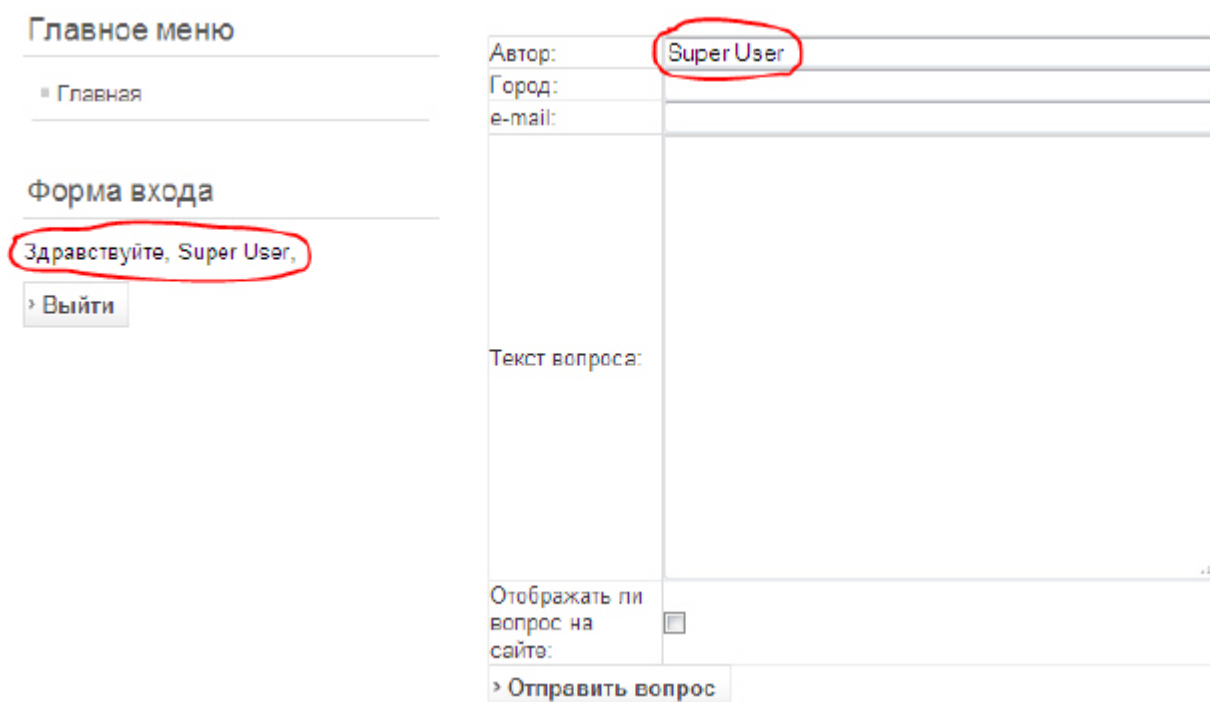 Главное меню
Главная
Форма входа
Здравствуйте, Super User,
Выйти
Автор: Super User
Город:
e-mail:
Текст вопроса:
Отображать ли
вопрос на
сайте:
Отправить вопрос